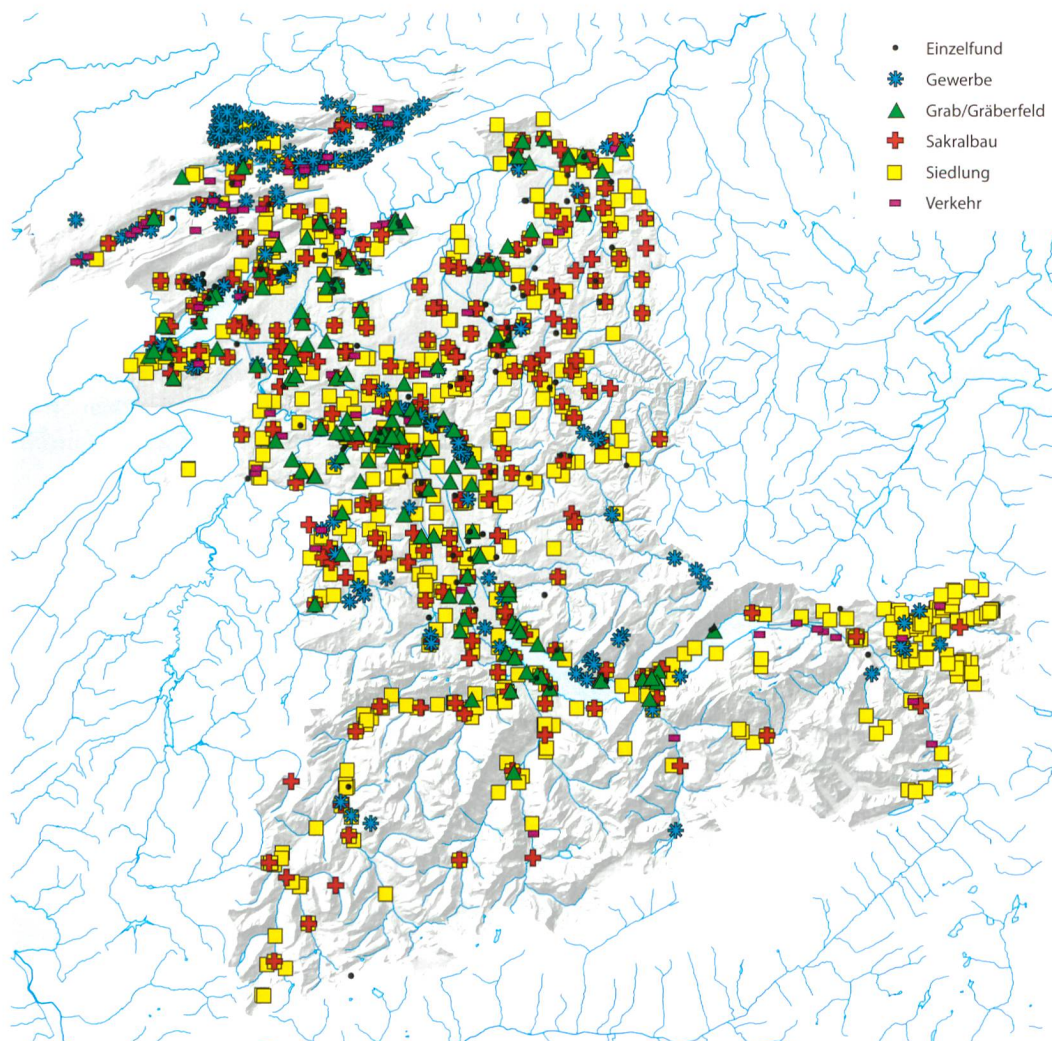 Einzelfund
Gewerbe
Grab/Gräberfeld
Sakralbau
Siedlung
Verkehr